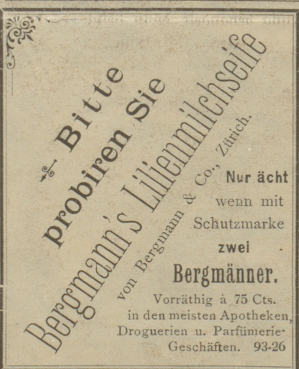 Bitte
probiren Sie
Bergmann's Lilienmilchseife
von Bergmann & Co., Zürich.
Nur ächt
wenn mit
Schutzmarke
zwei
Bergmänner.
Vorräthig à 75 Cts.
in den meisten Apotheken,
Droguerien u. Parfümerie-
Geschäften. 93-26